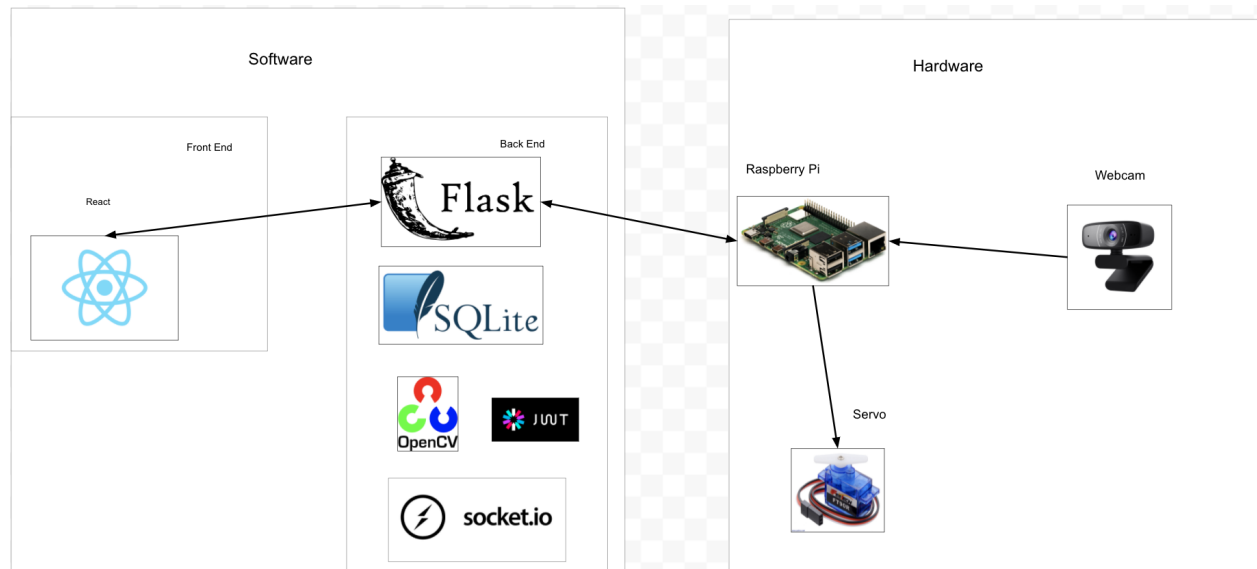 Software
Hardware
Front End
Back End
React
Flask
SQLite
OpenCV
JWT
socket.io
Raspberry Pi
Webcam
Servo